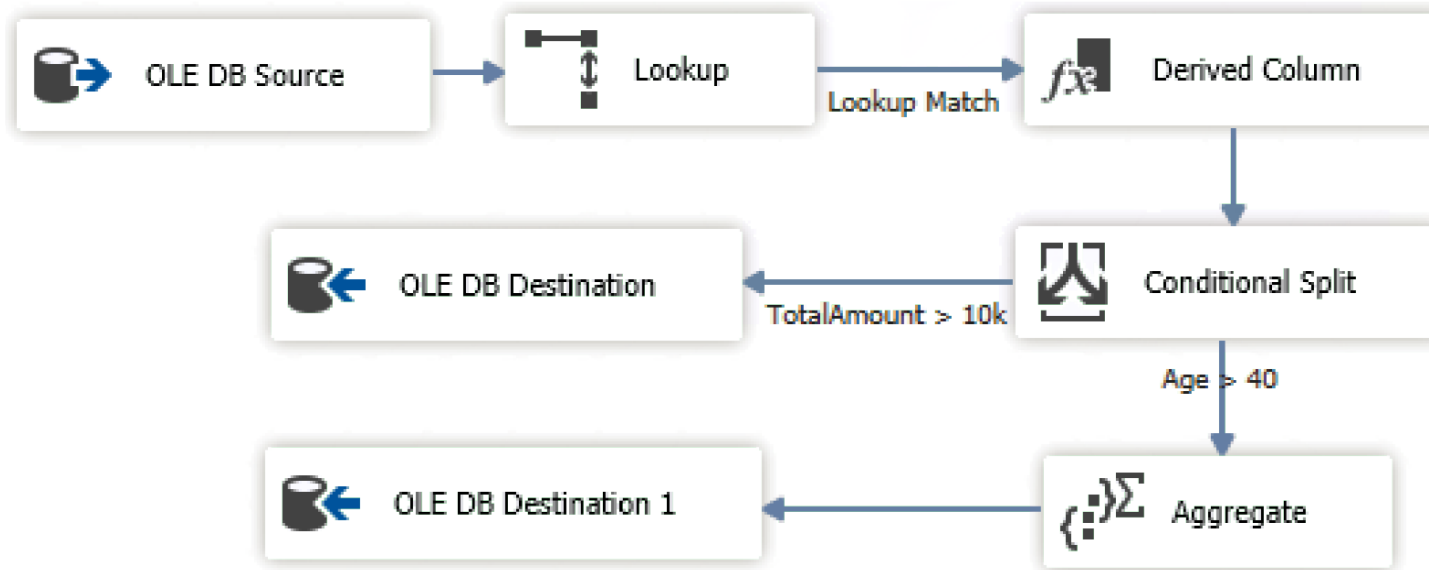 OLE DB Source
Lookup
Lookup Match
Derived Column
OLE DB Destination
TotalAmount > 10k
Conditional Split
Age > 40
OLE DB Destination 1
Aggregate